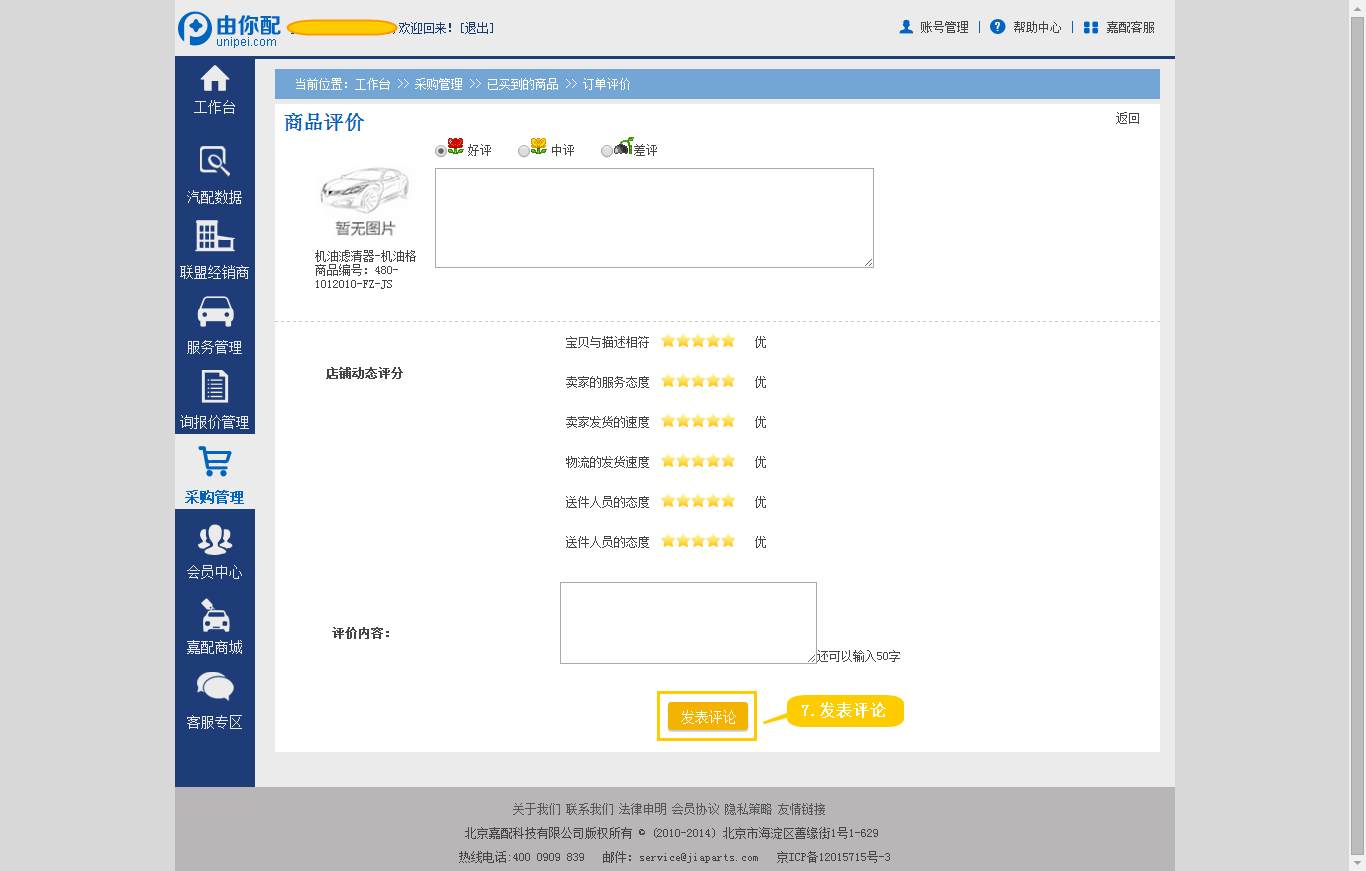 由你配
unipei.com
,欢迎回来! [退出]
账号管理 | 帮助中心 | 嘉配客服
工作台
汽配数据
联盟经销商
服务管理
询报价管理
采购管理
会员中心
嘉配商城
客服专区
当前位置: 工作台 >> 采购管理 >> 已买到的商品 >> 订单评价
商品评价
返回
好评 中评 差评
暂无图片
机油滤清器-机油格
商品编号: 480-
1012010-FZ-JS
店铺动态评分
宝贝与描述相符 优
卖家的服务态度 优
卖家发货的速度 优
物流的发货速度 优
送件人员的态度 优
送件人员的态度 优
评价内容:
还可以输入50字
发表评论
7.发表评论
关于我们 联系我们 法律申明 会员协议 隐私策略 友情链接
北京嘉配科技有限公司版权所有 © (2010-2014) 北京市海淀区善缘街1号1-629
热线电话:400 0909 839 邮件: service@jiaparts.com 京ICP备12015715号-3